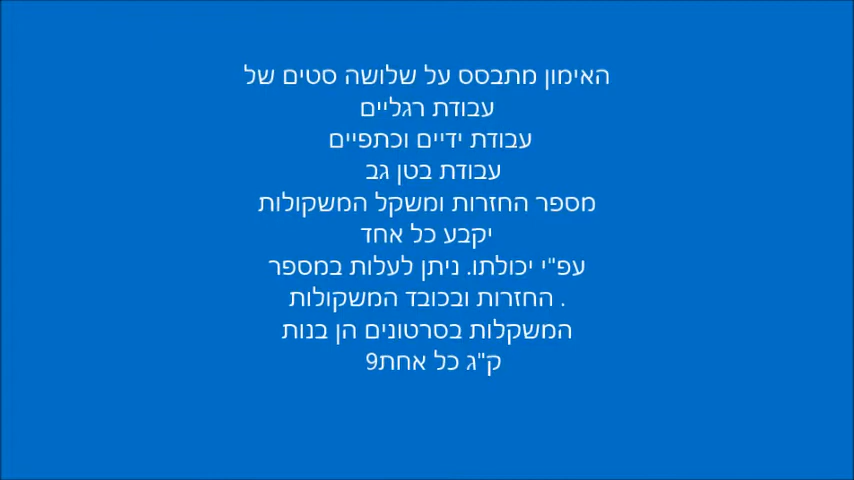 האימון מתבסס על שלושה סטים של
עבודת רגליים
עבודת ידיים וכתפיים
עבודת בטן גב
מספר החזרות ומשקל המשקולות
יקבע כל אחד
עפ"י יכולתו. ניתן לעלות במספר
. החזרות ובכובד המשקולות
המשקלות בסרטונים הן בנות
ק"ג כל אחת9